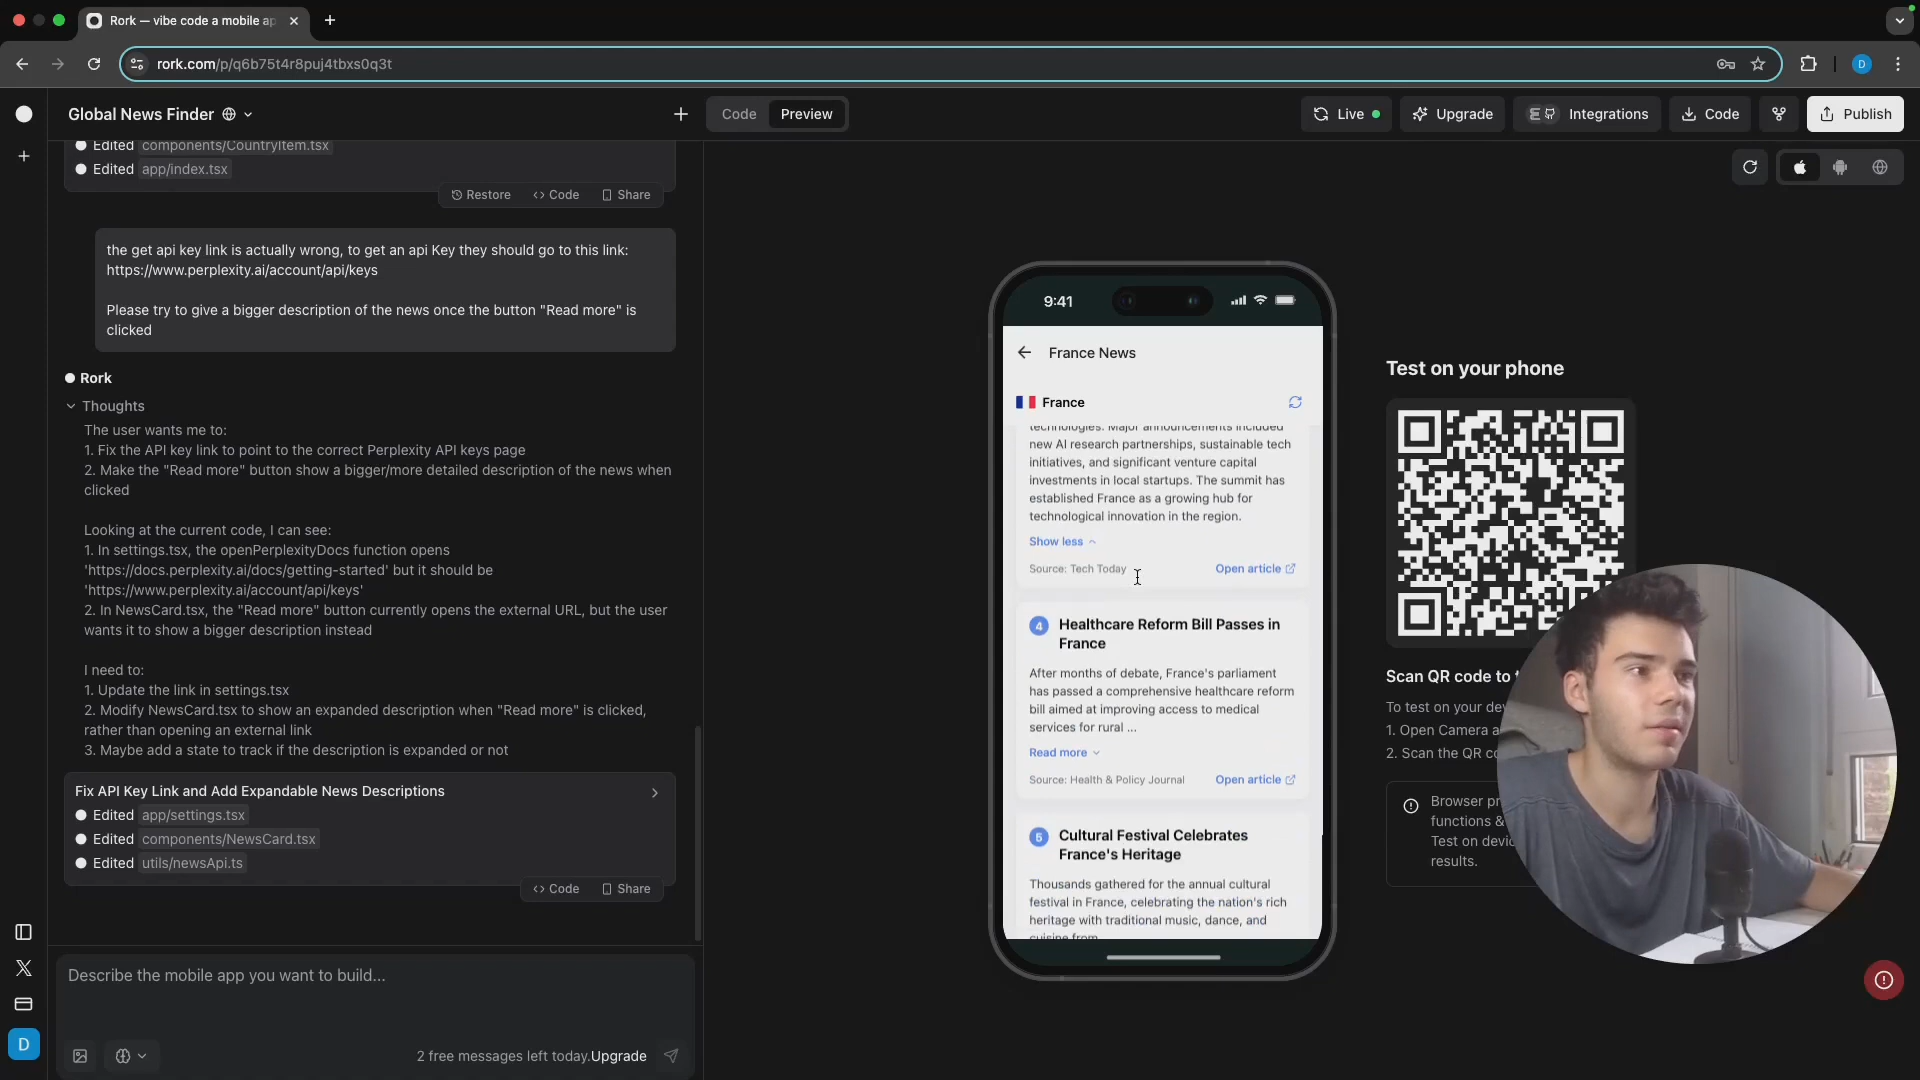 Rork — vibe code a mobile ap
rork.com/p/q6b75t4r8puj4tbxs0q3t
D
Global News Finder
Code
Preview
Live
Upgrade
Integrations
Code
Publish
Edited components/CountryItem.tsx
Edited app/index.tsx
Restore
Code
Share
the get api key link is actually wrong, to get an api Key they should go to this link:
https://www.perplexity.ai/account/api/keys
Please try to give a bigger description of the news once the button "Read more" is
clicked
Rork
Thoughts
The user wants me to:
1. Fix the API key link to point to the correct Perplexity API keys page
2. Make the "Read more" button show a bigger/more detailed description of the news when
clicked
Looking at the current code, I can see:
1. In settings.tsx, the openPerplexityDocs function opens
'https://docs.perplexity.ai/docs/getting-started' but it should be
'https://www.perplexity.ai/account/api/keys'
2. In NewsCard.tsx, the "Read more" button currently opens the external URL, but the user
wants it to show a bigger description instead
I need to:
1. Update the link in settings.tsx
2. Modify NewsCard.tsx to show an expanded description when "Read more" is clicked,
rather than opening an external link
3. Maybe add a state to track if the description is expanded or not
Fix API Key Link and Add Expandable News Descriptions
Edited app/settings.tsx
Edited components/NewsCard.tsx
Edited utils/newsApi.ts
Code
Share
Describe the mobile app you want to build...
2 free messages left today. Upgrade
D
9:41
France News
France
technologies. Major announcements included
new AI research partnerships, sustainable tech
initiatives, and significant venture capital
investments in local startups. The summit has
established France as a growing hub for
technological innovation in the region.
Show less
Source: Tech Today
Open article
4
Healthcare Reform Bill Passes in
France
After months of debate, France's parliament
has passed a comprehensive healthcare reform
bill aimed at improving access to medical
services for rural ...
Read more
Source: Health & Policy Journal
Open article
5
Cultural Festival Celebrates
France's Heritage
Thousands gathered for the annual cultural
festival in France, celebrating the nation's rich
heritage with traditional music, dance, and
cuisine from
Test on your phone
Scan QR code to
To test on your
1. Open Camera
2. Scan the QR
Browser
functions &
Test on
results.